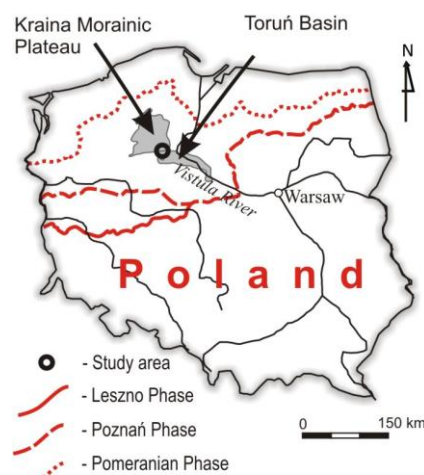 Kraina Morainic
Plateau
Toruń Basin
N
Vistula River
Warsaw
Poland
- Study area
- Leszno Phase
- Poznań Phase
- Pomeranian Phase
0 150 km